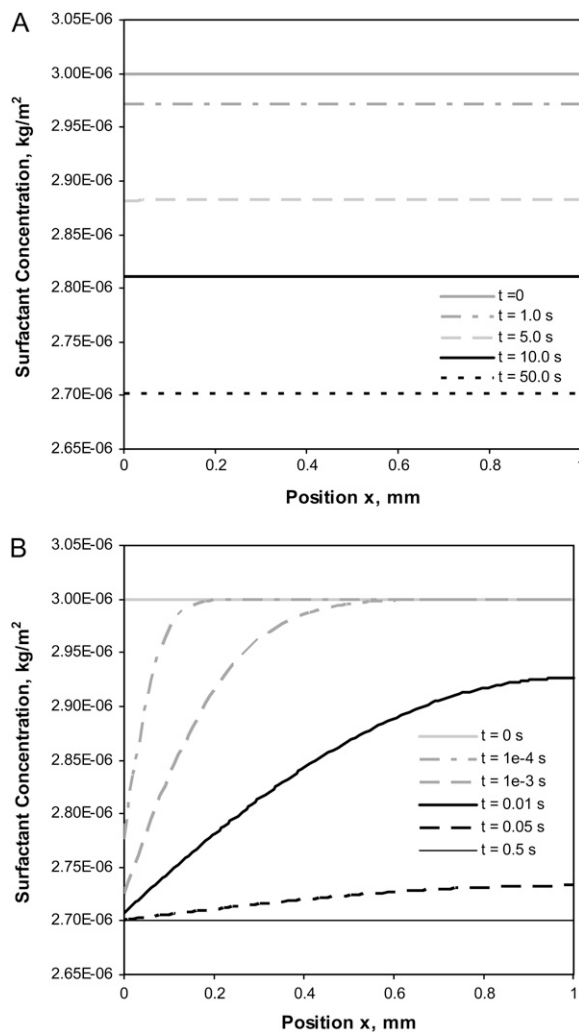 A
3.05E-06
3.00E-06
2.95E-06
2.90E-06
2.85E-06
2.80E-06
2.75E-06
2.70E-06
2.65E-06
Surfactant Concentration, kg/m²
t =0
t = 1.0 s
t = 5.0 s
t = 10.0 s
t = 50.0 s
0 0.2 0.4 0.6 0.8 1
Position x, mm
B
3.05E-06
3.00E-06
2.95E-06
2.90E-06
2.85E-06
2.80E-06
2.75E-06
2.70E-06
2.65E-06
Surfactant Concentration, kg/m²
t = 0 s
t = 1e-4 s
t = 1e-3 s
t = 0.01 s
t = 0.05 s
t = 0.5 s
0 0.2 0.4 0.6 0.8 1
Position x, mm